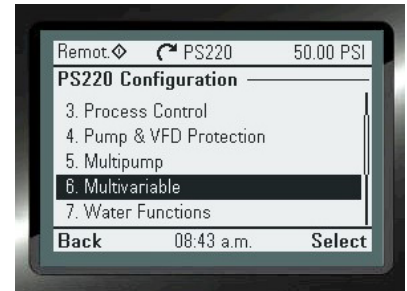 Remot. PS220 50.00 PSI
PS220 Configuration
3. Process Control
4. Pump & VFD Protection
5. Multipump
6. Multivariable
7. Water Functions
Back 08:43 a.m. Select